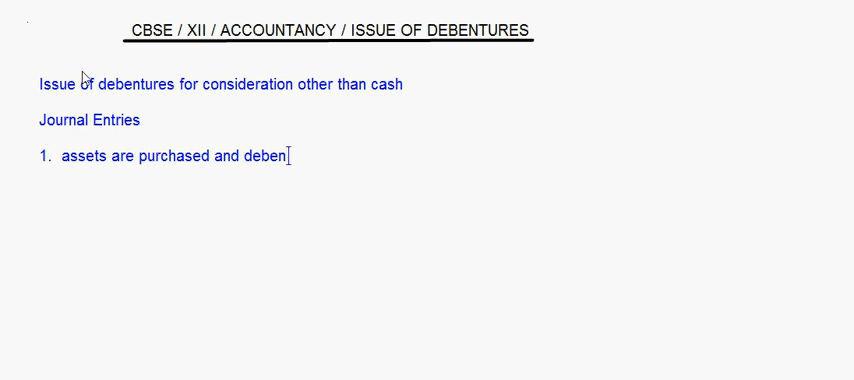 CBSE / XII / ACCOUNTANCY / ISSUE OF DEBENTURES
Issue of debentures for consideration other than cash
Journal Entries
1. assets are purchased and deben